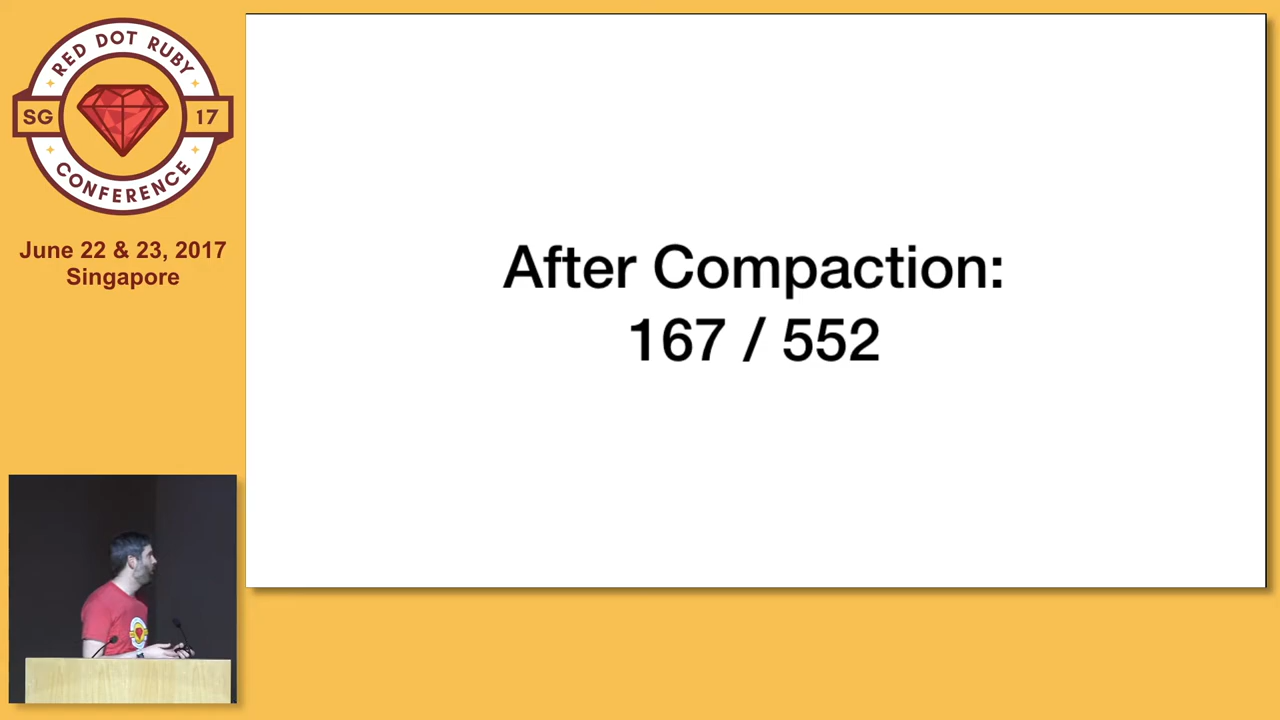 RED DOT RUBY
SG 17
CONFERENCE
June 22 & 23, 2017
Singapore
After Compaction:
167 / 552